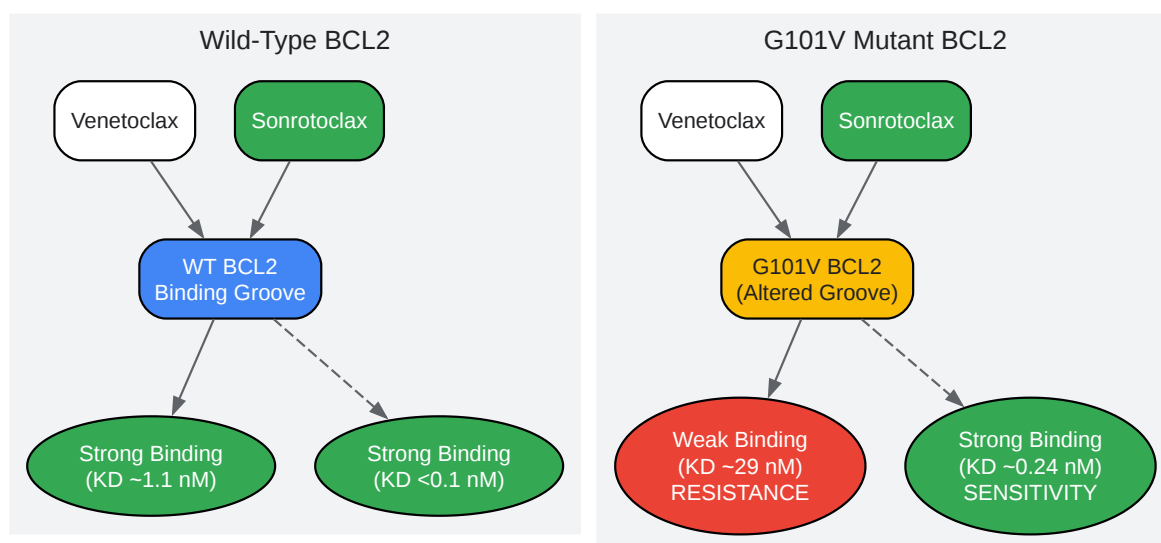 Wild-Type BCL2
Venetoclax
Sonrotoclax
WT BCL2
Binding Groove
Strong Binding
(KD ~1.1 nM)
Strong Binding
(KD <0.1 nM)
G101V Mutant BCL2
Venetoclax
Sonrotoclax
G101V BCL2
(Altered Groove)
Weak Binding
(KD ~29 nM)
RESISTANCE
Strong Binding
(KD ~0.24 nM)
SENSITIVITY